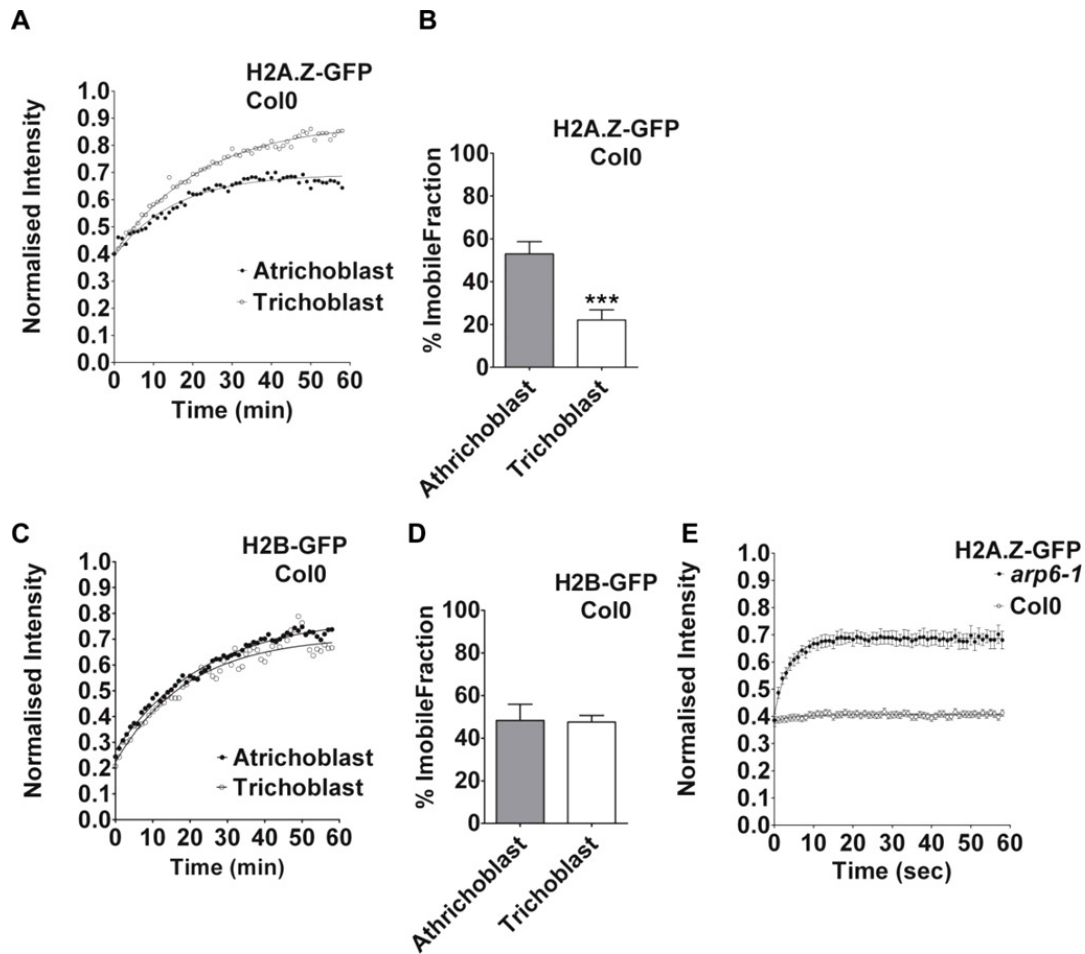 A
H2A.Z-GFP
Col0
Normalised Intensity
1.0
0.9
0.8
0.7
0.6
0.5
0.4
0.3
0.2
0.1
0.0
Atrichoblast
Trichoblast
0 10 20 30 40 50 60
Time (min)
B
H2A.Z-GFP
Col0
% ImobileFraction
100
80
60
40
20
0
***
Athrichoblast
Trichoblast
C
H2B-GFP
Col0
Normalised Intensity
1.0
0.9
0.8
0.7
0.6
0.5
0.4
0.3
0.2
0.1
0.0
Atrichoblast
Trichoblast
0 10 20 30 40 50 60
Time (min)
D
H2B-GFP
Col0
% ImobileFraction
100
80
60
40
20
0
Athrichoblast
Trichoblast
E
H2A.Z-GFP
arp6-1
Col0
Normalised Intensity
1.0
0.9
0.8
0.7
0.6
0.5
0.4
0.3
0.2
0.1
0.0
0 10 20 30 40 50 60
Time (sec)